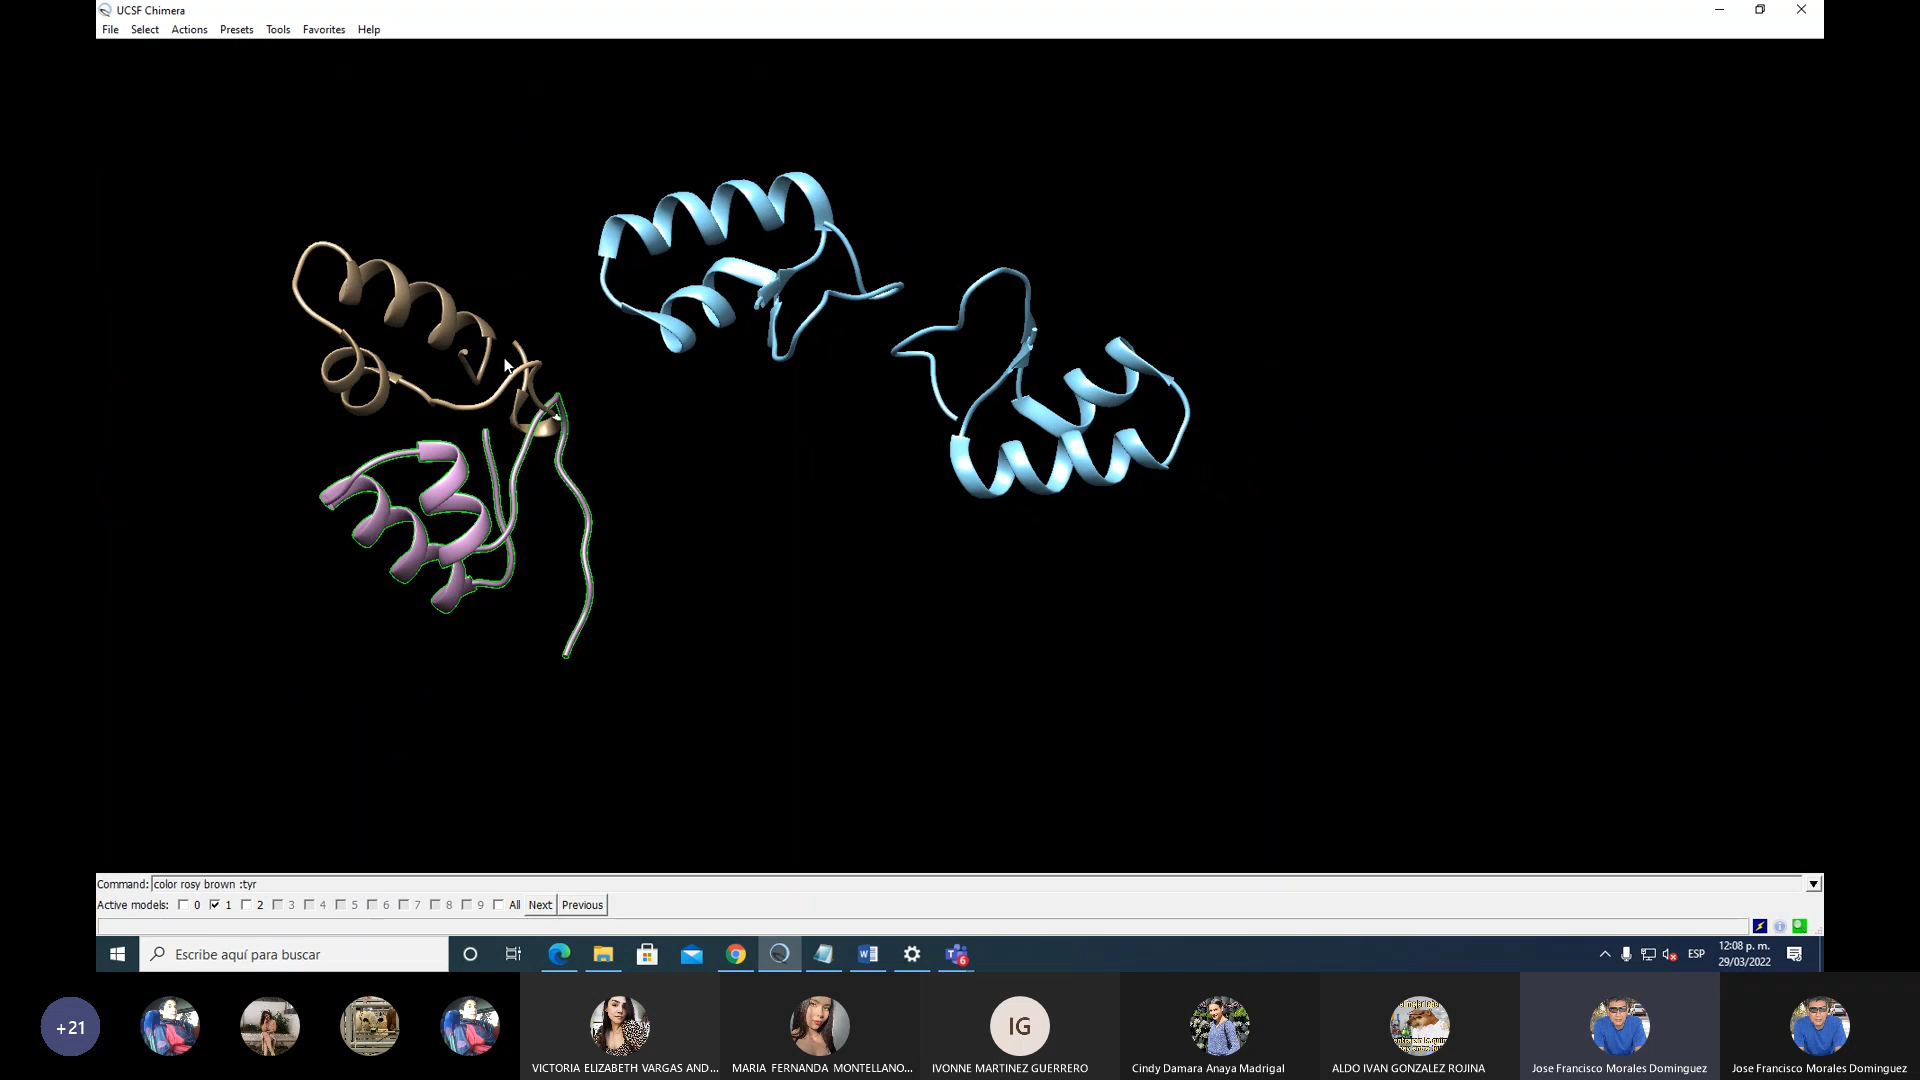 UCSF Chimera
File Select Actions Presets Tools Favorites Help
Command: color rosy brown :tyr
Active models: 0 1 2 3 4 5 6 7 8 9 All Next Previous
Escribe aquí para buscar
6
ESP
12:08 p. m.
29/03/2022
+21
IG
VICTORIA ELIZABETH VARGAS AND...
MARIA FERNANDA MONTELLANO...
IVONNE MARTINEZ GUERRERO
Cindy Damara Anaya Madrigal
ALDO IVAN GONZALEZ ROJINA
Jose Francisco Morales Dominguez
Jose Francisco Morales Dominguez